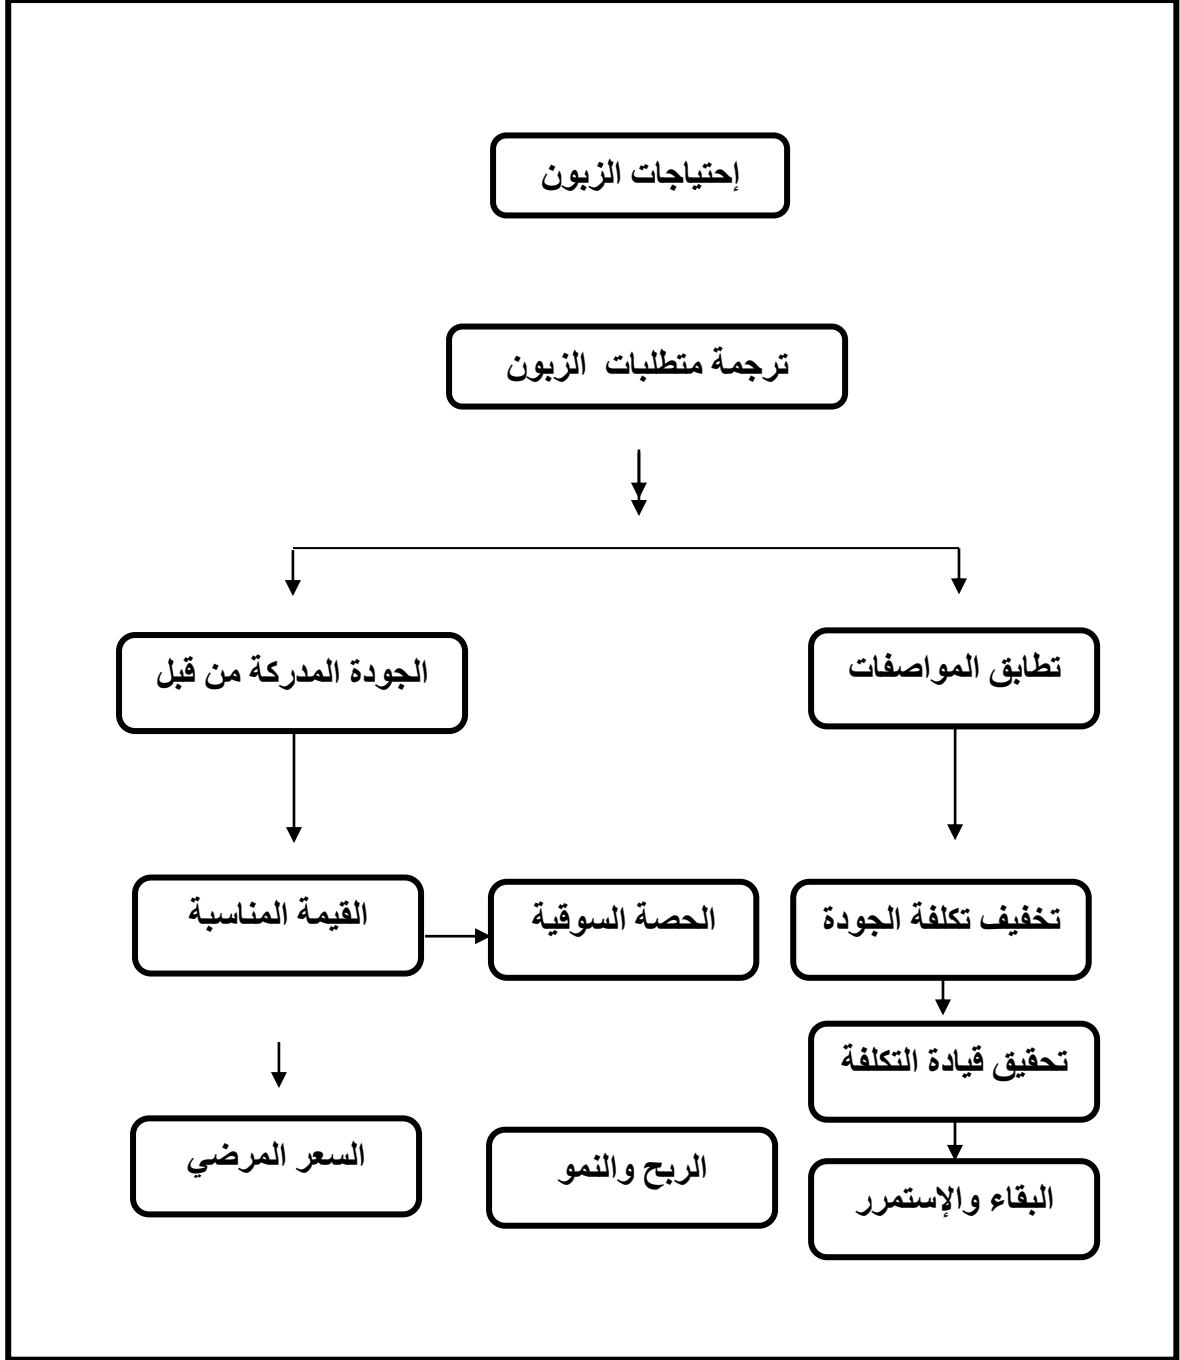 إحتياجات الزبون
ترجمة متطلبات الزبون
تطابق المواصفات
الجودة المدركة من قبل
تخفيف تكلفة الجودة
الحصة السوقية
القيمة المناسبة
تحقيق قيادة التكلفة
البقاء والإستمرر
الربح والنمو
السعر المرضي